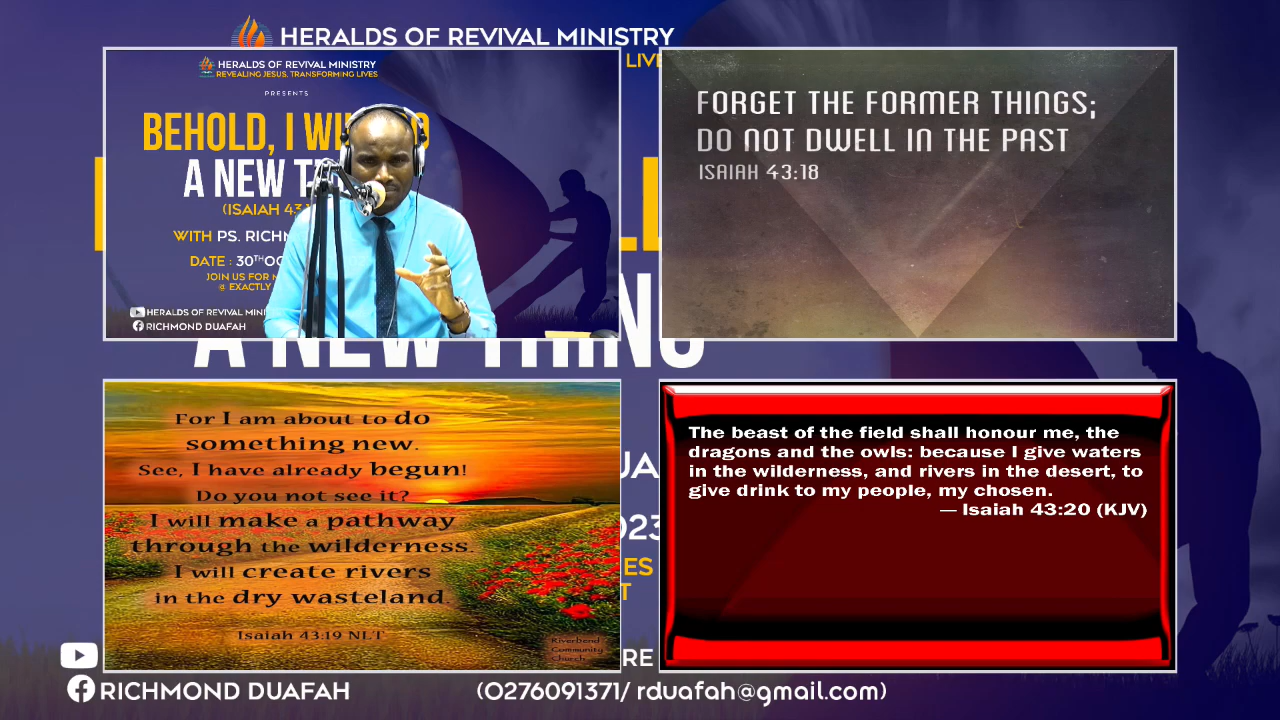 HERALDS OF REVIVAL MINISTRY
LIVE
HERALDS OF REVIVAL MINISTRY
REVEALING JESUS, TRANSFORMING LIVES
PRESENTS
BEHOLD, I
A NEW
(ISAIAH 43:
WITH PS.
DATE : 30TH
JOIN US FOR
@ EXACTLY
HERALDS OF REVIVAL
RICHMOND DUAFAH
FORGET THE FORMER THINGS;
DO NOT DWELL IN THE PAST
ISAIAH 43:18
A NEW THING
For I am about to do
something new.
See, I have already begun!
Do you not see it?
I will make a pathway
through the wilderness.
I will create rivers
in the dry wasteland.
Isaiah 43:19 NLT
Riverbend
Community
Church
The beast of the field shall honour me, the
dragons and the owls: because I give waters
in the wilderness, and rivers in the desert, to
give drink to my people, my chosen.
— Isaiah 43:20 (KJV)
RICHMOND DUAFAH
(0276091371/ rduafah@gmail.com)